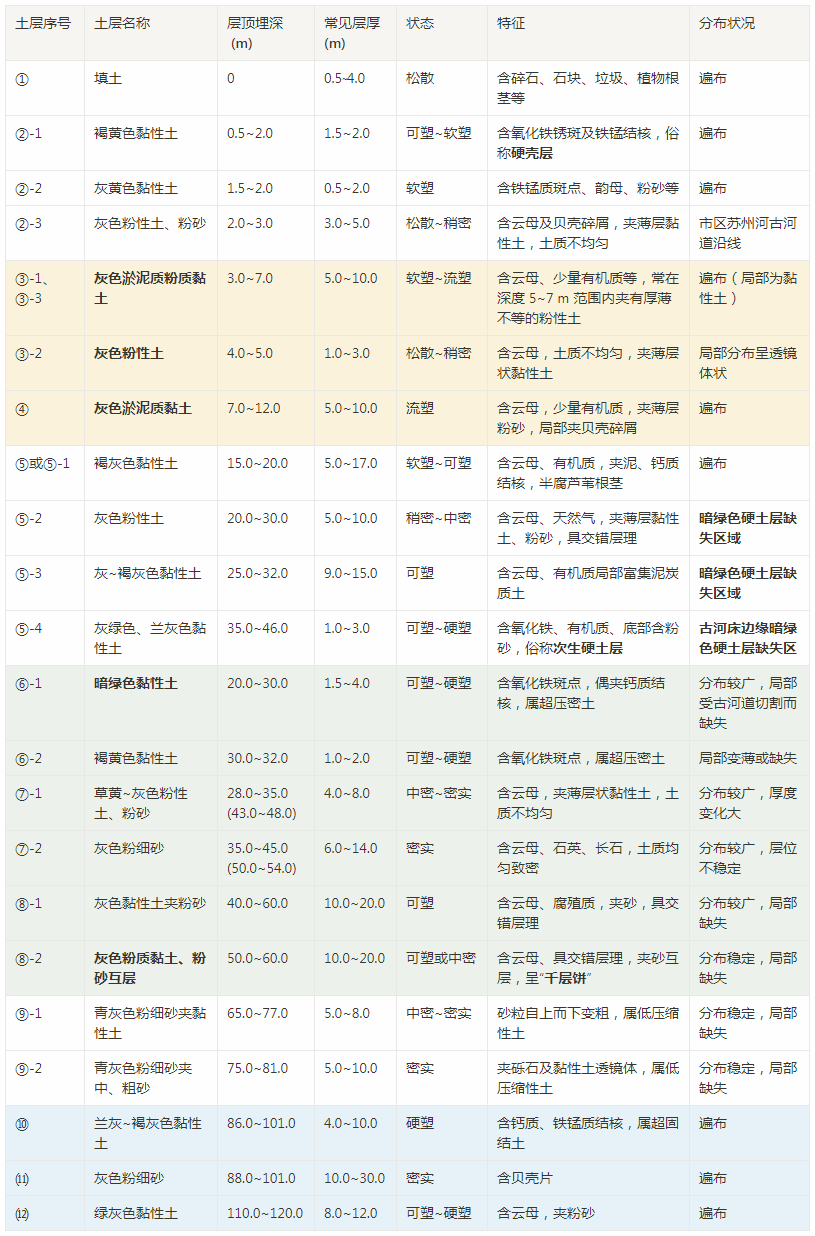 土层序号 土层名称 层顶埋深 常见层厚 状态 特征 分布状况
(m) (m)
① 填土 0 0.5~4.0 松散 含碎石、石块、垃圾、植物根 遍布
茎等
②-1 褐黄色黏性土 0.5~2.0 1.5~2.0 可塑~软塑 含氧化铁锈斑及铁锰结核，俗 遍布
称硬壳层
②-2 灰黄色黏性土 1.5~2.0 0.5~2.0 软塑 含铁锰质斑点、韵母、粉砂等 遍布
②-3 灰色粉性土、粉砂 2.0~3.0 3.0~5.0 松散~稍密 含云母及贝壳碎屑，夹薄层黏 市区苏州河古河
性土，土质不均匀 道沿线
③-1、 灰色淤泥质粉质黏 3.0~7.0 5.0~10.0 软塑~流塑 含云母、少量有机质等，常在 遍布（局部为黏
③-3 土 深度 5~7 m 范围内夹有厚薄 性土）
不等的粉性土
③-2 灰色粉性土 4.0~5.0 1.0~3.0 松散~稍密 含云母，土质不均匀，夹薄层 局部分布呈透镜
状黏性土 体状
④ 灰色淤泥质黏土 7.0~12.0 5.0~10.0 流塑 含云母，少量有机质，夹薄层 遍布
粉砂，局部夹贝壳碎屑
⑤或⑤-1 褐灰色黏性土 15.0~20.0 5.0~17.0 软塑~可塑 含云母、有机质，夹泥、钙质 遍布
结核，半腐芦苇根茎
⑤-2 灰色粉性土 20.0~30.0 5.0~10.0 稍密~中密 含云母、天然气，夹薄层黏性 暗绿色硬土层缺
土、粉砂，具交错层理 失区域
⑤-3 灰~褐灰色黏性土 25.0~32.0 9.0~15.0 可塑 含云母、有机质局部富集泥炭 暗绿色硬土层缺
质土 失区域
⑤-4 灰绿色、兰灰色黏 35.0~46.0 1.0~3.0 可塑~硬塑 含氧化铁、有机质、底部含粉 古河床边缘暗绿
性土 砂，俗称次生硬土层 色硬土层缺失区
⑥-1 暗绿色黏性土 20.0~30.0 1.5~4.0 可塑~硬塑 含氧化铁斑点，偶夹钙质结 分布较广，局部
核，属超压密土 受古河道切割而
缺失
⑥-2 褐黄色黏性土 30.0~32.0 1.0~2.0 可塑~硬塑 含氧化铁斑点，属超压密土 局部变薄或缺失
⑦-1 草黄~灰色粉性 28.0~35.0 4.0~8.0 中密~密实 含云母，夹薄层状黏性土，土 分布较广，厚度
土、粉砂 (43.0~48.0) 质不均匀 变化大
⑦-2 灰色粉细砂 35.0~45.0 6.0~14.0 密实 含云母、石英、长石，土质均 分布较广，层位
(50.0~54.0) 匀致密 不稳定
⑧-1 灰色黏性土夹粉砂 40.0~60.0 10.0~20.0 可塑 含云母、腐殖质，夹砂，具交 分布较广，局部
错层理 缺失
⑧-2 灰色粉质黏土、粉 50.0~60.0 10.0~20.0 可塑或中密 含云母、具交错层理，夹砂互 分布稳定，局部
砂互层 层，呈“千层饼” 缺失
⑨-1 青灰色粉细砂夹黏 65.0~77.0 5.0~8.0 中密~密实 砂粒自上而下变粗，属低压缩 分布稳定，局部
性土 性土 缺失
⑨-2 青灰色粉细砂夹 75.0~81.0 5.0~10.0 密实 夹砾石及黏性土透镜体，属低 分布稳定，局部
中、粗砂 压缩性土 缺失
⑩ 兰灰~褐灰色黏性 86.0~101.0 4.0~10.0 硬塑 含钙质、铁锰质结核，属超固 遍布
土 结土
⑾ 灰色粉细砂 88.0~101.0 10.0~30.0 密实 含贝壳片 遍布
⑿ 绿灰色黏性土 110.0~120.0 8.0~12.0 可塑~硬塑 含云母，夹粉砂 遍布